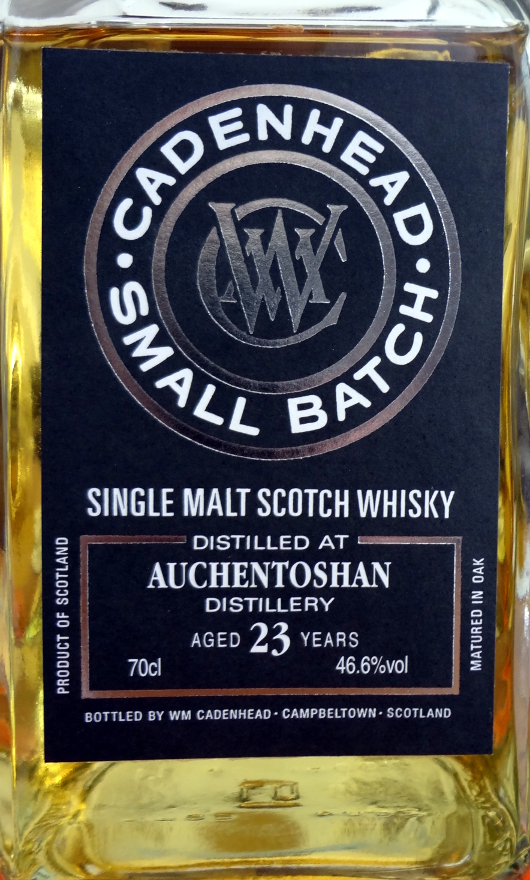 · CADENHEAD ·
WC
SMALL BATCH
SINGLE MALT SCOTCH WHISKY
DISTILLED AT
AUCHENTOSHAN
DISTILLERY
AGED 23 YEARS
70cl 46.6%vol
PRODUCT OF SCOTLAND
MATURED IN OAK
BOTTLED BY WM CADENHEAD · CAMPBELTOWN · SCOTLAND